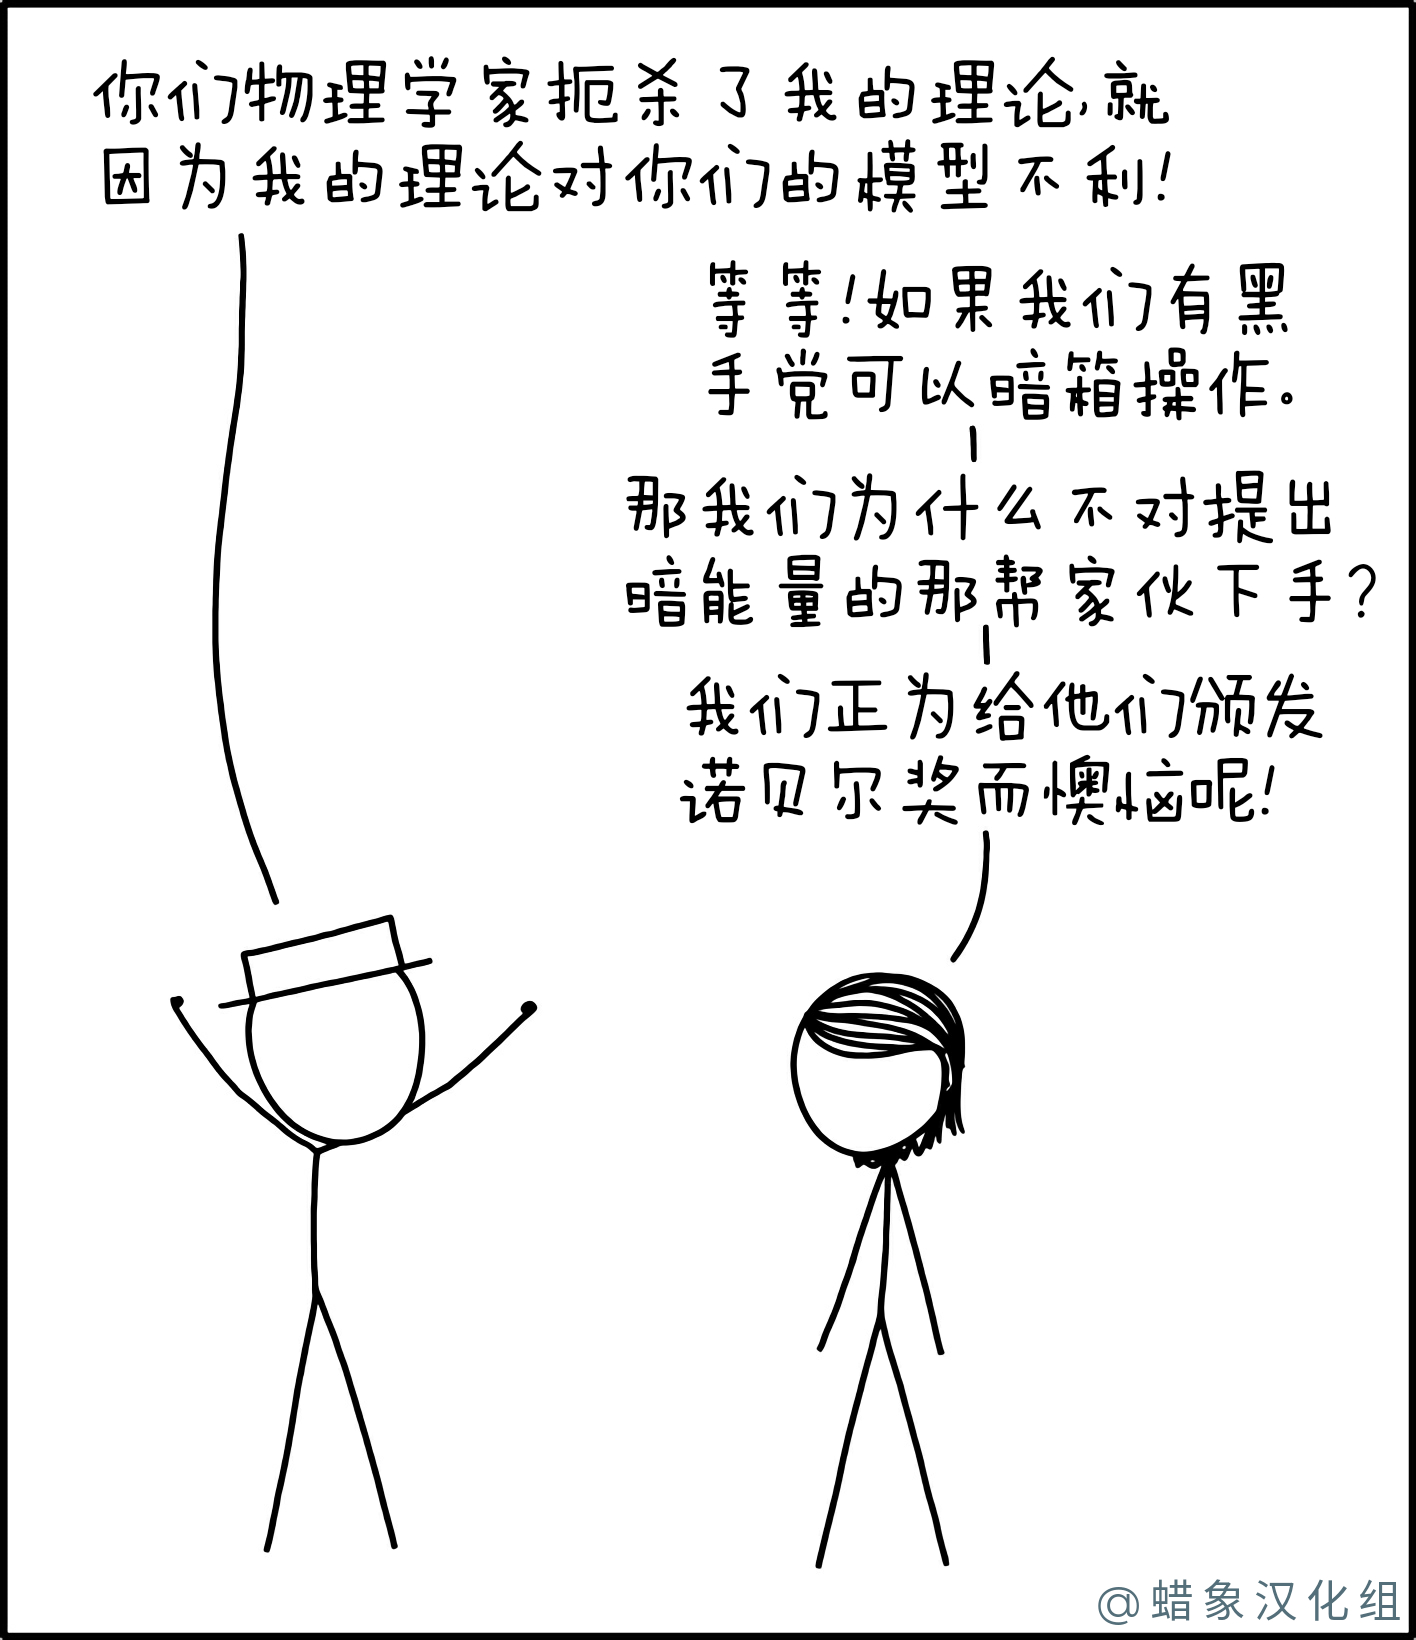 你们物理学家扼杀了我的理论,就
因为我的理论对你们的模型不利!
等等!如果我们有黑
手党可以暗箱操作。
那我们为什么不对提出
暗能量的那帮家伙下手?
我们正为给他们颁发
诺贝尔奖而懊恼呢!
@蜡象汉化组